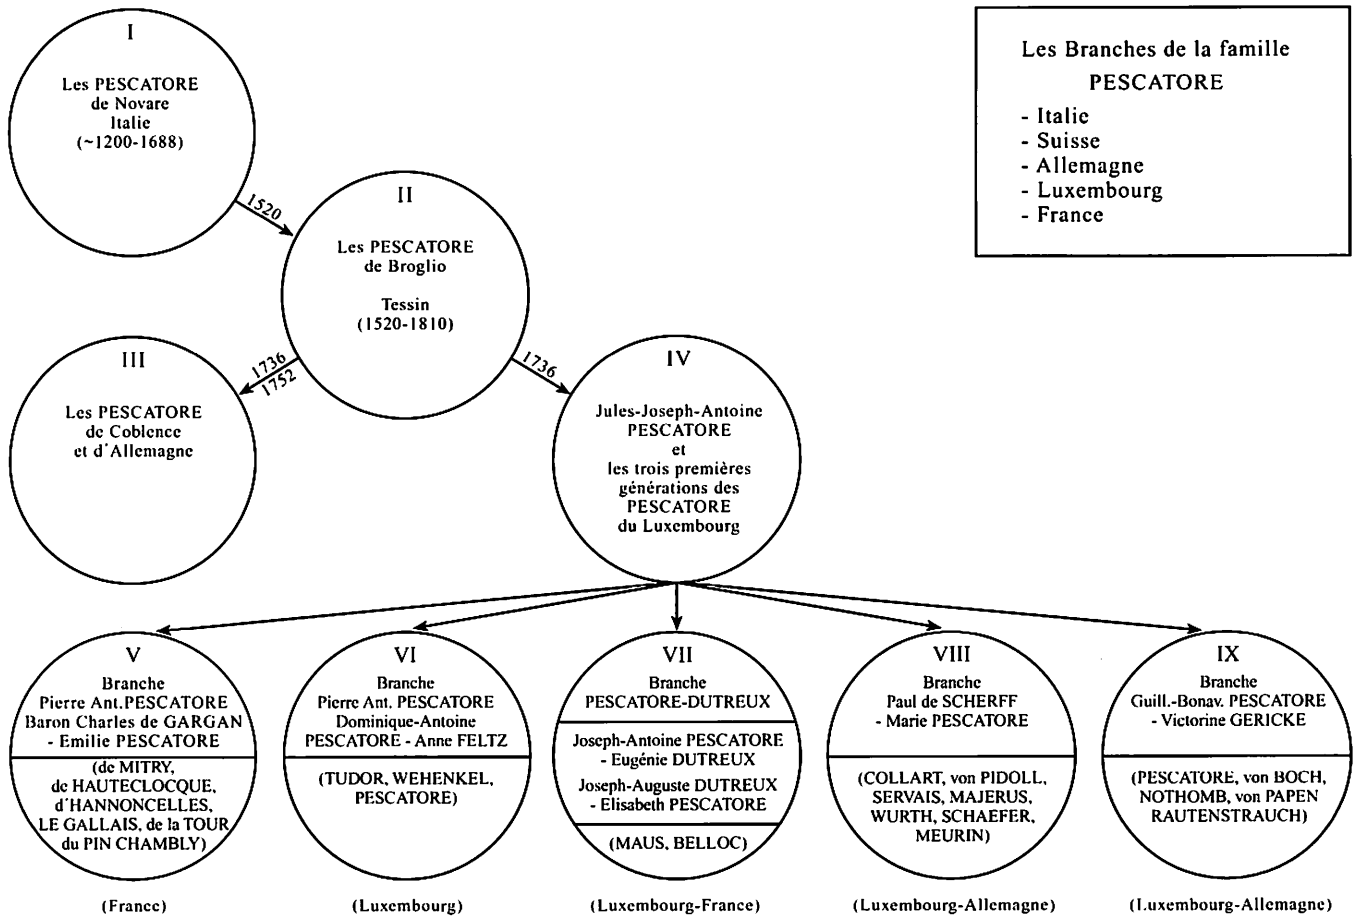 I
Les PESCATORE
de Novare
Italie
(~1200-1688)
Les Branches de la famille
PESCATORE
- Italie
- Suisse
- Allemagne
- Luxembourg
- France
1520
II
Les PESCATORE
de Broglio
Tessin
(1520-1810)
1736
1752
III
Les PESCATORE
de Coblence
et d'Allemagne
1736
IV
Jules-Joseph-Antoine
PESCATORE
et
les trois premières
générations des
PESCATORE
du Luxembourg
V
Branche
Pierre Ant.PESCATORE
Baron Charles de GARGAN
- Emilie PESCATORE
(de MITRY,
de HAUTECLOCQUE,
d'HANNONCELLES,
LE GALLAIS, de la TOUR
du PIN CHAMBLY)
(France)
VI
Branche
Pierre Ant. PESCATORE
Dominique-Antoine
PESCATORE - Anne FELTZ
(TUDOR, WEHENKEL,
PESCATORE)
(Luxembourg)
VII
Branche
PESCATORE-DUTREUX
Joseph-Antoine PESCATORE
- Eugénie DUTREUX
Joseph-Auguste DUTREUX
- Elisabeth PESCATORE
(MAUS, BELLOC)
(Luxembourg-France)
VIII
Branche
Paul de SCHERFF
- Marie PESCATORE
(COLLART, von PIDOLL,
SERVAIS, MAJERUS,
WURTH, SCHAEFER,
MEURIN)
(Luxembourg-Allemagne)
IX
Branche
Guill.-Bonav. PESCATORE
- Victorine GERICKE
(PESCATORE, von BOCH,
NOTHOMB, von PAPEN
RAUTENSTRAUCH)
(Luxembourg-Allemagne)